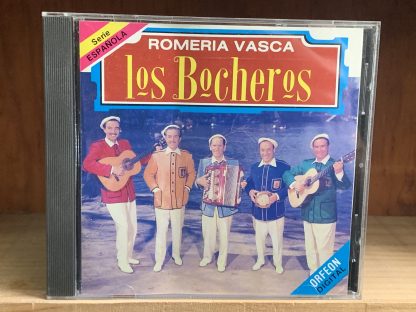 Serie
ESPAÑOLA
ROMERIA VASCA
los Bocheros
ORFEON
DIGITAL